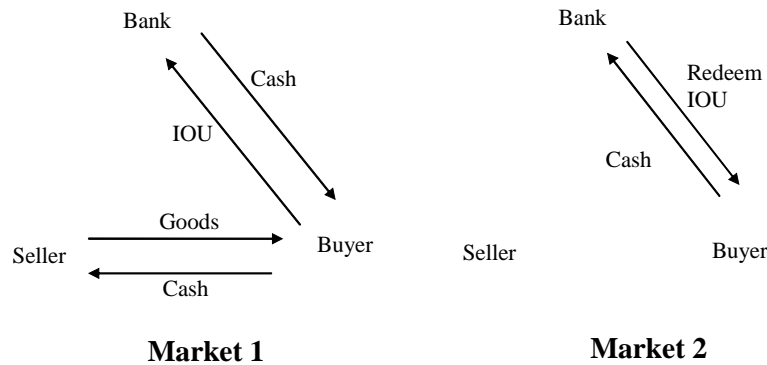 Bank
Cash
IOU
Goods
Seller
Buyer
Cash
Market 1
Bank
Redeem
IOU
Cash
Seller
Buyer
Market 2